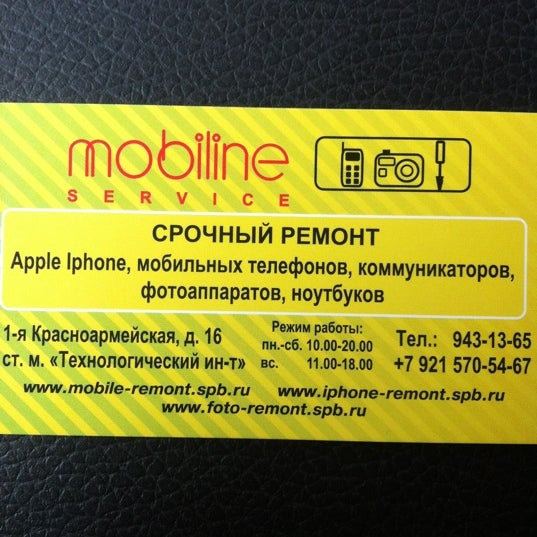 mobiline
SERVICE
СРОЧНЫЙ РЕМОНТ
Apple Iphone, мобильных телефонов, коммуникаторов,
фотоаппаратов, ноутбуков
1-я Красноармейская, д. 16
ст. м. «Технологический ин-т»
Режим работы:
пн.-сб. 10.00-20.00
вс. 11.00-18.00
Тел.: 943-13-65
+7 921 570-54-67
www.mobile-remont.spb.ru www.iphone-remont.spb.ru
www.foto-remont.spb.ru